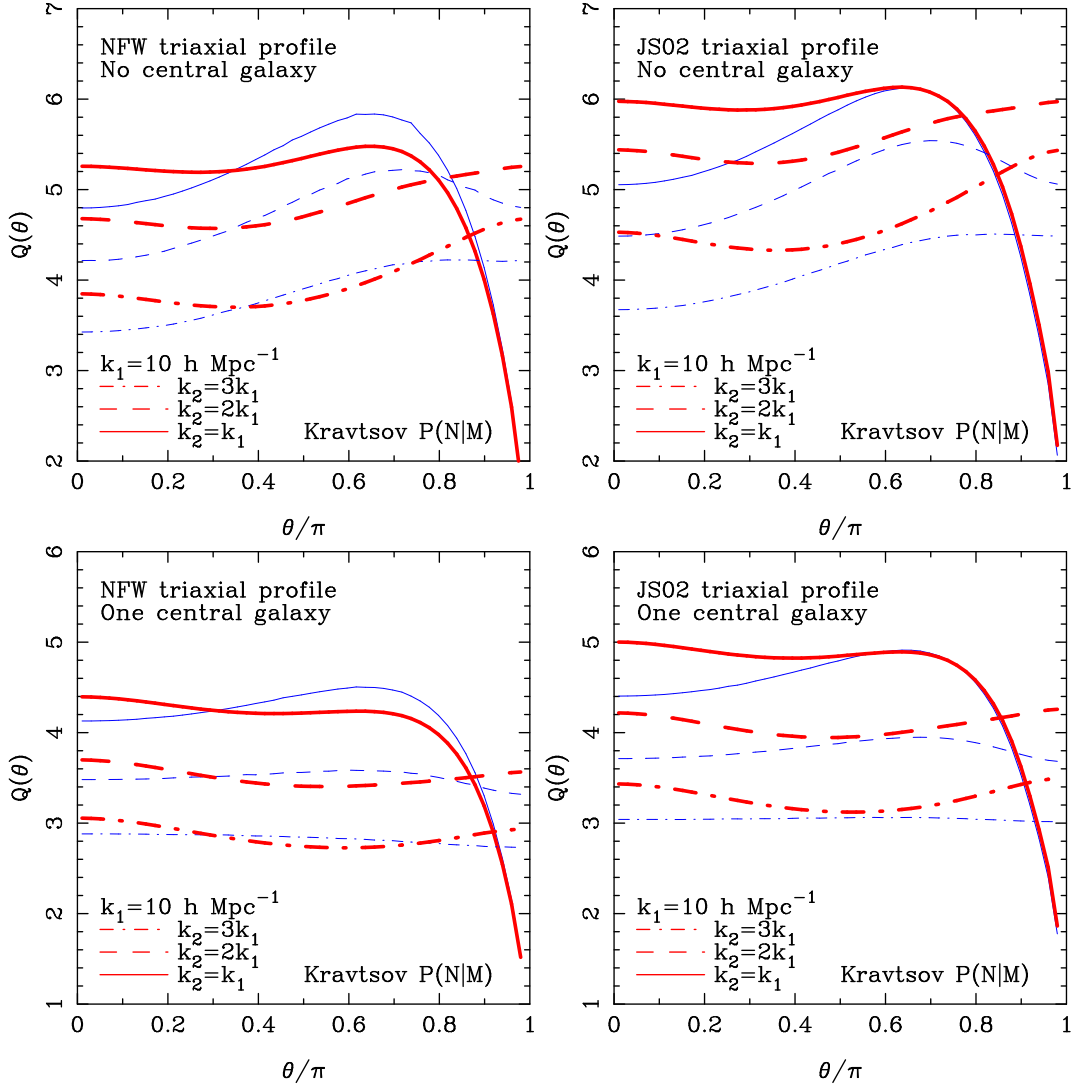 7
6
5
4
3
2
Q(θ)
NFW triaxial profile
No central galaxy
k₁=10 h Mpc⁻¹
k₂=3k₁
k₂=2k₁
k₂=k₁
Kravtsov P(N|M)
0 0.2 0.4 0.6 0.8 1
θ/π
7
6
5
4
3
2
Q(θ)
JS02 triaxial profile
No central galaxy
k₁=10 h Mpc⁻¹
k₂=3k₁
k₂=2k₁
k₂=k₁
Kravtsov P(N|M)
0 0.2 0.4 0.6 0.8 1
θ/π
6
5
4
3
2
1
Q(θ)
NFW triaxial profile
One central galaxy
k₁=10 h Mpc⁻¹
k₂=3k₁
k₂=2k₁
k₂=k₁
Kravtsov P(N|M)
0 0.2 0.4 0.6 0.8 1
θ/π
6
5
4
3
2
1
Q(θ)
JS02 triaxial profile
One central galaxy
k₁=10 h Mpc⁻¹
k₂=3k₁
k₂=2k₁
k₂=k₁
Kravtsov P(N|M)
0 0.2 0.4 0.6 0.8 1
θ/π